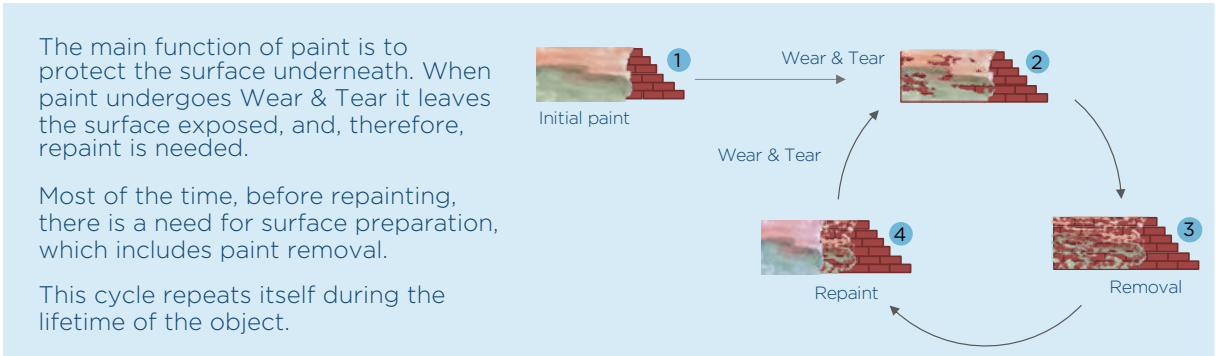 The main function of paint is to
protect the surface underneath. When
paint undergoes Wear & Tear it leaves
the surface exposed, and, therefore,
repaint is needed.
Most of the time, before repainting,
there is a need for surface preparation,
which includes paint removal.
This cycle repeats itself during the
lifetime of the object.
1
Initial paint
Wear & Tear
2
Wear & Tear
3
Removal
4
Repaint